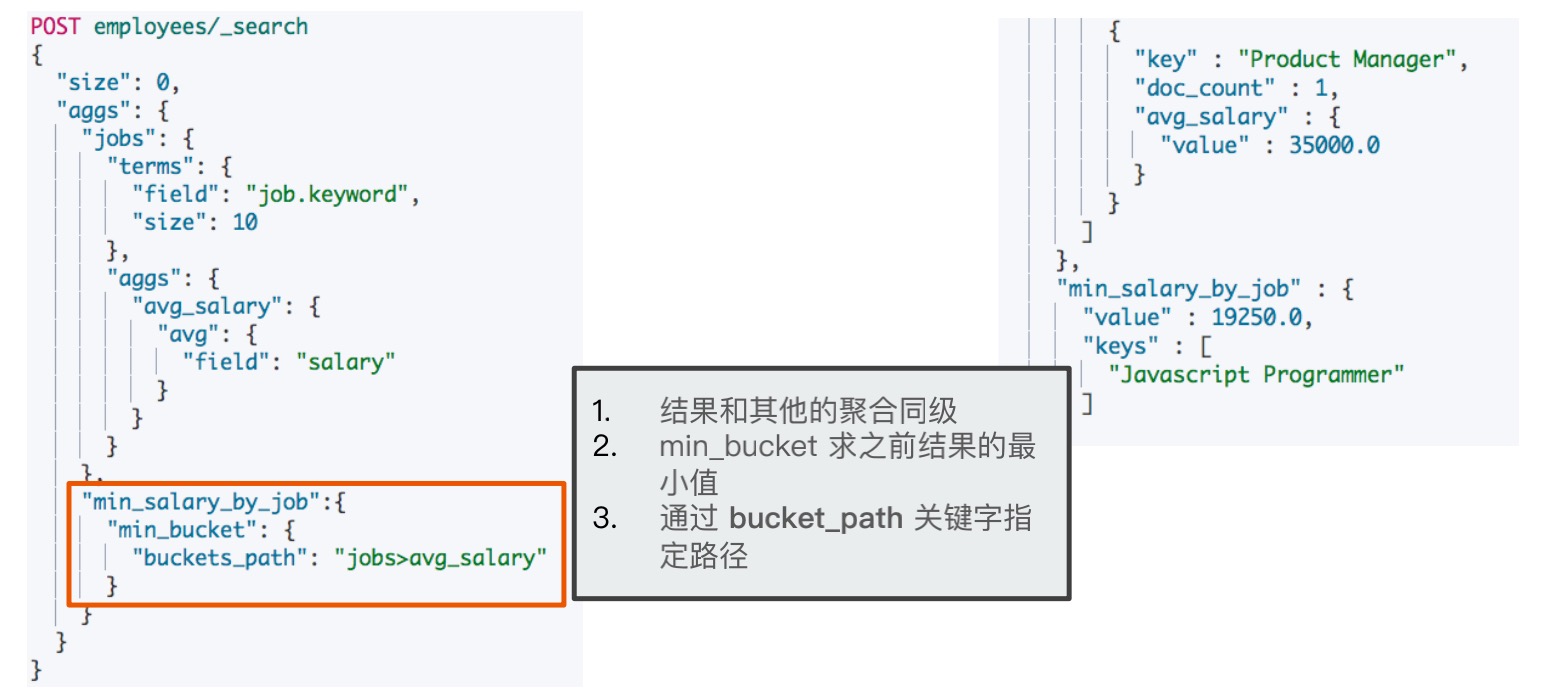 POST employees/_search
{
  "size": 0,
  "aggs": {
    "jobs": {
      "terms": {
        "field": "job.keyword",
        "size": 10
      },
      "aggs": {
        "avg_salary": {
          "avg": {
            "field": "salary"
          }
        }
      }
    },
    "min_salary_by_job":{
      "min_bucket": {
        "buckets_path": "jobs>avg_salary"
      }
    }
  }
}
1. 结果和其他的聚合同级
2. min_bucket 求之前结果的最
小值
3. 通过 bucket_path 关键字指
定路径
{
  "key" : "Product Manager",
  "doc_count" : 1,
  "avg_salary" : {
    "value" : 35000.0
  }
}
]
},
"min_salary_by_job" : {
  "value" : 19250.0,
  "keys" : [
    "Javascript Programmer"
  ]